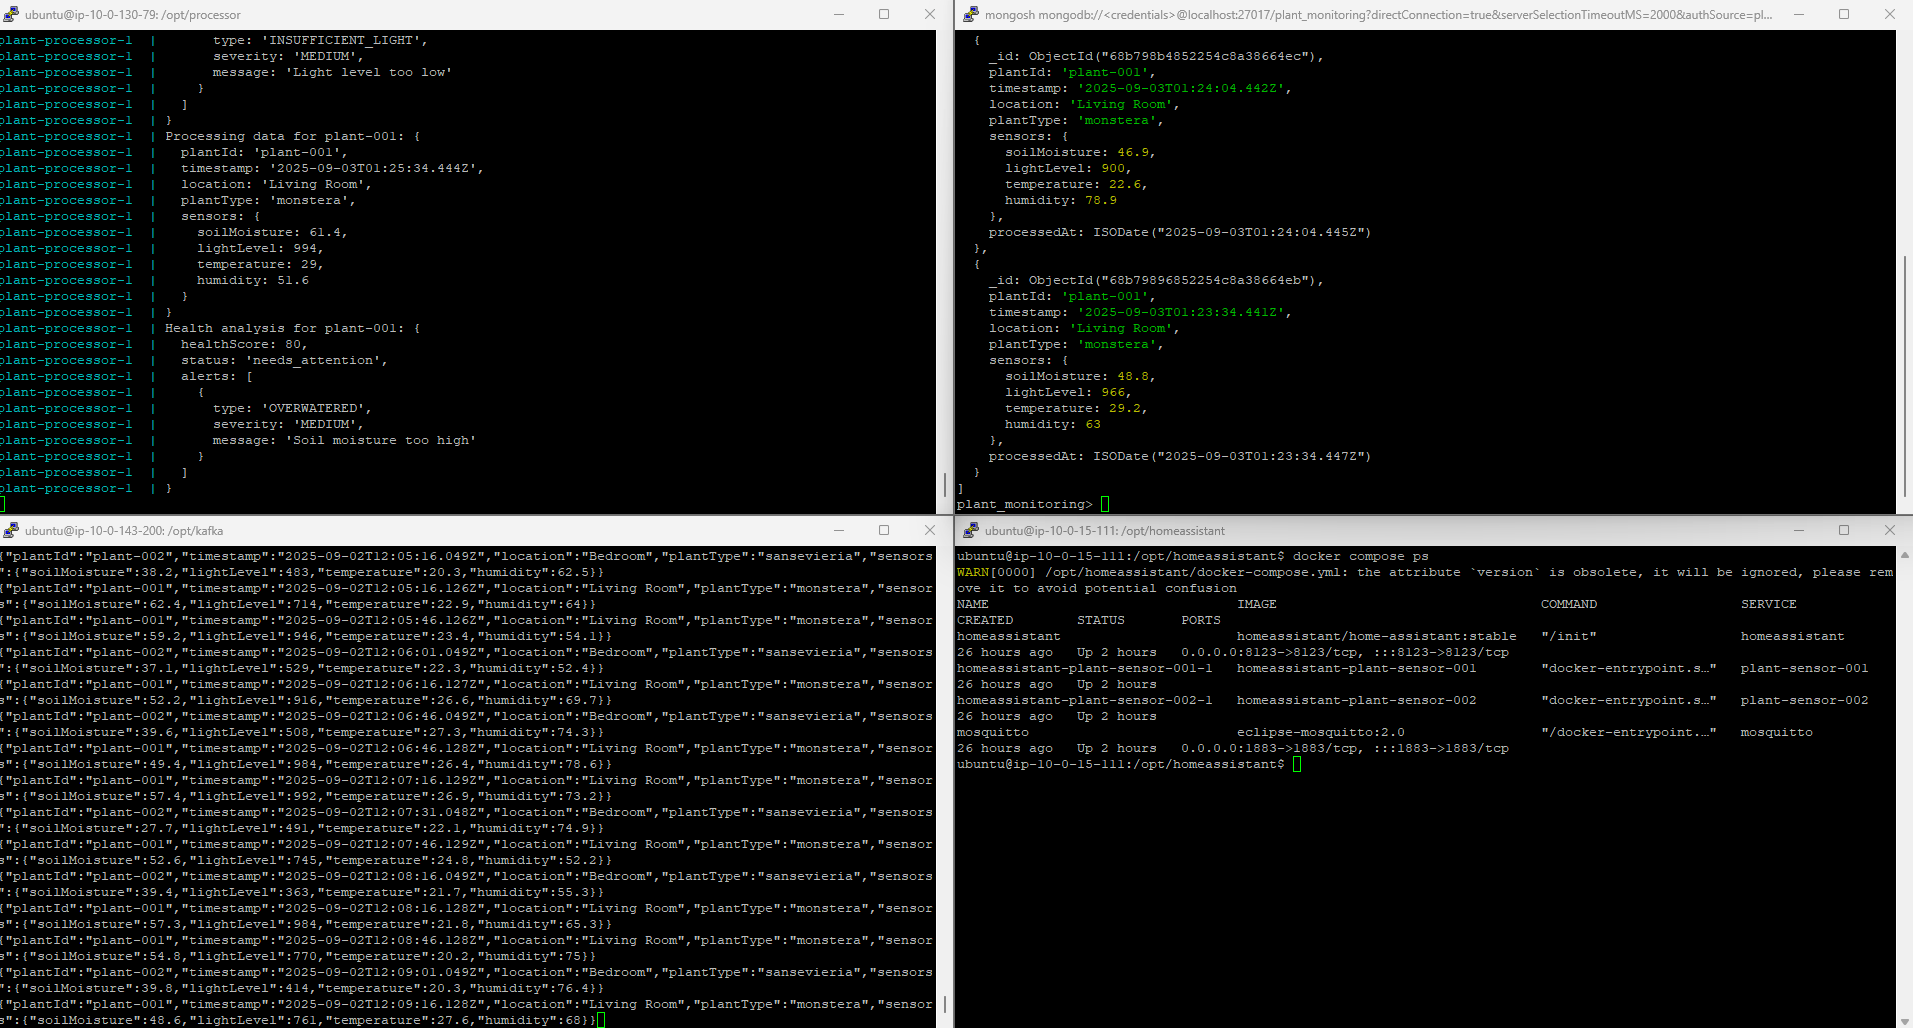 ubuntu@ip-10-0-130-79: /opt/processor
plant-processor-1 | type: 'INSUFFICIENT_LIGHT',
plant-processor-1 | severity: 'MEDIUM',
plant-processor-1 | message: 'Light level too low'
plant-processor-1 | }
plant-processor-1 | ]
plant-processor-1 | }
plant-processor-1 | Processing data for plant-001: {
plant-processor-1 | plantId: 'plant-001',
plant-processor-1 | timestamp: '2025-09-03T01:25:34.444Z',
plant-processor-1 | location: 'Living Room',
plant-processor-1 | plantType: 'monstera',
plant-processor-1 | sensors: {
plant-processor-1 | soilMoisture: 61.4,
plant-processor-1 | lightLevel: 994,
plant-processor-1 | temperature: 29,
plant-processor-1 | humidity: 51.6
plant-processor-1 | }
plant-processor-1 | }
plant-processor-1 | Health analysis for plant-001: {
plant-processor-1 | healthScore: 80,
plant-processor-1 | status: 'needs_attention',
plant-processor-1 | alerts: [
plant-processor-1 | {
plant-processor-1 | type: 'OVERWATERED',
plant-processor-1 | severity: 'MEDIUM',
plant-processor-1 | message: 'Soil moisture too high'
plant-processor-1 | }
plant-processor-1 | ]
plant-processor-1 | }
mongosh mongodb://<credentials>@localhost:27017/plant_monitoring?directConnection=true&serverSelectionTimeoutMS=2000&authSource=pl...
{
_id: ObjectId("68b798b4852254c8a38664ec"),
plantId: 'plant-001',
timestamp: '2025-09-03T01:24:04.442Z',
location: 'Living Room',
plantType: 'monstera',
sensors: {
soilMoisture: 46.9,
lightLevel: 900,
temperature: 22.6,
humidity: 78.9
},
processedAt: ISODate("2025-09-03T01:24:04.445Z")
},
{
_id: ObjectId("68b79896852254c8a38664eb"),
plantId: 'plant-001',
timestamp: '2025-09-03T01:23:34.441Z',
location: 'Living Room',
plantType: 'monstera',
sensors: {
soilMoisture: 48.8,
lightLevel: 966,
temperature: 29.2,
humidity: 63
},
processedAt: ISODate("2025-09-03T01:23:34.447Z")
}
]
plant_monitoring>
ubuntu@ip-10-0-143-200: /opt/kafka
{"plantId":"plant-002","timestamp":"2025-09-02T12:05:16.049Z","location":"Bedroom","plantType":"sansevieria","sensors
":{"soilMoisture":38.2,"lightLevel":483,"temperature":20.3,"humidity":62.5}}
{"plantId":"plant-001","timestamp":"2025-09-02T12:05:16.126Z","location":"Living Room","plantType":"monstera","sensor
s":{"soilMoisture":62.4,"lightLevel":714,"temperature":22.9,"humidity":64}}
{"plantId":"plant-001","timestamp":"2025-09-02T12:05:46.126Z","location":"Living Room","plantType":"monstera","sensor
s":{"soilMoisture":59.2,"lightLevel":946,"temperature":23.4,"humidity":54.1}}
{"plantId":"plant-002","timestamp":"2025-09-02T12:06:01.049Z","location":"Bedroom","plantType":"sansevieria","sensors
":{"soilMoisture":37.1,"lightLevel":529,"temperature":22.3,"humidity":52.4}}
{"plantId":"plant-001","timestamp":"2025-09-02T12:06:16.127Z","location":"Living Room","plantType":"monstera","sensor
s":{"soilMoisture":52.2,"lightLevel":916,"temperature":26.6,"humidity":69.7}}
{"plantId":"plant-002","timestamp":"2025-09-02T12:06:46.049Z","location":"Bedroom","plantType":"sansevieria","sensors
":{"soilMoisture":39.6,"lightLevel":508,"temperature":27.3,"humidity":74.3}}
{"plantId":"plant-001","timestamp":"2025-09-02T12:06:46.128Z","location":"Living Room","plantType":"monstera","sensor
s":{"soilMoisture":49.4,"lightLevel":984,"temperature":26.4,"humidity":78.6}}
{"plantId":"plant-001","timestamp":"2025-09-02T12:07:16.129Z","location":"Living Room","plantType":"monstera","sensor
s":{"soilMoisture":57.4,"lightLevel":992,"temperature":26.9,"humidity":73.2}}
{"plantId":"plant-002","timestamp":"2025-09-02T12:07:31.048Z","location":"Bedroom","plantType":"sansevieria","sensors
":{"soilMoisture":27.7,"lightLevel":491,"temperature":22.1,"humidity":74.9}}
{"plantId":"plant-001","timestamp":"2025-09-02T12:07:46.129Z","location":"Living Room","plantType":"monstera","sensor
s":{"soilMoisture":52.6,"lightLevel":745,"temperature":24.8,"humidity":52.2}}
{"plantId":"plant-002","timestamp":"2025-09-02T12:08:16.049Z","location":"Bedroom","plantType":"sansevieria","sensors
":{"soilMoisture":39.4,"lightLevel":363,"temperature":21.7,"humidity":55.3}}
{"plantId":"plant-001","timestamp":"2025-09-02T12:08:16.128Z","location":"Living Room","plantType":"monstera","sensor
s":{"soilMoisture":57.3,"lightLevel":984,"temperature":21.8,"humidity":65.3}}
{"plantId":"plant-001","timestamp":"2025-09-02T12:08:46.128Z","location":"Living Room","plantType":"monstera","sensor
s":{"soilMoisture":54.8,"lightLevel":770,"temperature":20.2,"humidity":75}}
{"plantId":"plant-002","timestamp":"2025-09-02T12:09:01.049Z","location":"Bedroom","plantType":"sansevieria","sensors
":{"soilMoisture":39.8,"lightLevel":414,"temperature":20.3,"humidity":76.4}}
{"plantId":"plant-001","timestamp":"2025-09-02T12:09:16.128Z","location":"Living Room","plantType":"monstera","sensor
s":{"soilMoisture":48.6,"lightLevel":761,"temperature":27.6,"humidity":68}}
ubuntu@ip-10-0-15-111: /opt/homeassistant
ubuntu@ip-10-0-15-111:/opt/homeassistant$ docker compose ps
WARN[0000] /opt/homeassistant/docker-compose.yml: the attribute `version` is obsolete, it will be ignored, please rem
ove it to avoid potential confusion
NAME IMAGE COMMAND SERVICE
CREATED STATUS PORTS
homeassistant homeassistant/home-assistant:stable "/init" homeassistant
26 hours ago Up 2 hours 0.0.0.0:8123->8123/tcp, :::8123->8123/tcp
homeassistant-plant-sensor-001-1 homeassistant-plant-sensor-001 "docker-entrypoint.s…" plant-sensor-001
26 hours ago Up 2 hours
homeassistant-plant-sensor-002-1 homeassistant-plant-sensor-002 "docker-entrypoint.s…" plant-sensor-002
26 hours ago Up 2 hours
mosquitto eclipse-mosquitto:2.0 "/docker-entrypoint.…" mosquitto
26 hours ago Up 2 hours 0.0.0.0:1883->1883/tcp, :::1883->1883/tcp
ubuntu@ip-10-0-15-111:/opt/homeassistant$